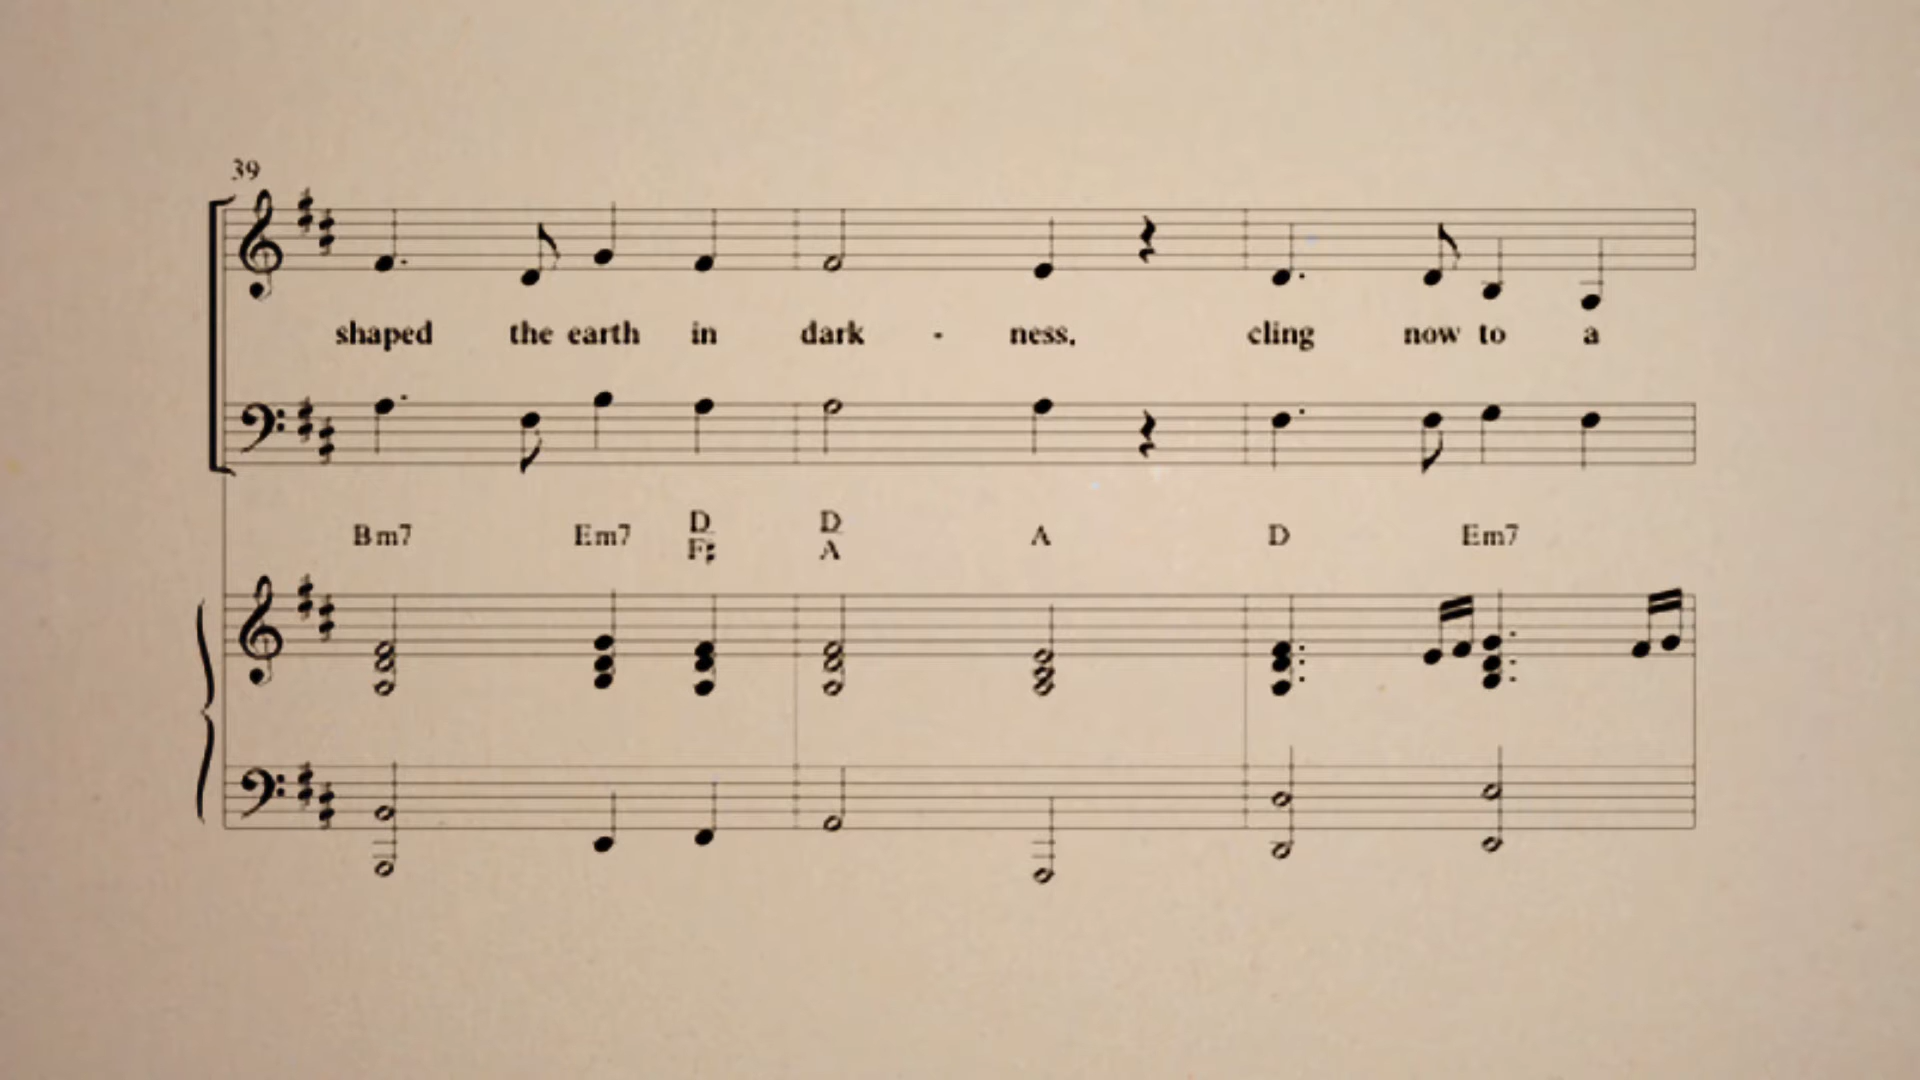 39
shaped the earth in dark - ness, cling now to a
Bm7 Em7 D/F♯ D/A A D Em7